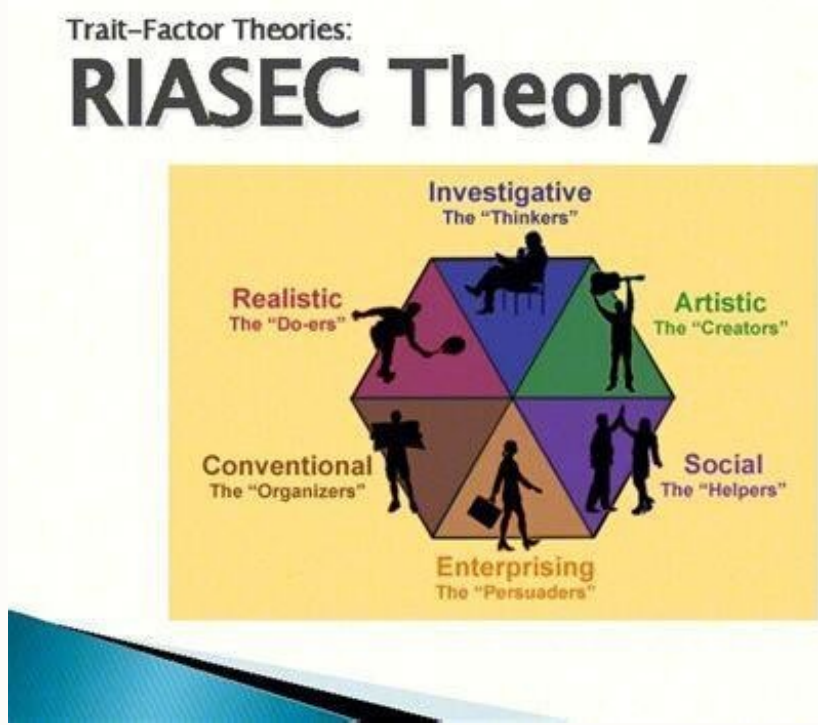 Trait-Factor Theories:
RIASEC Theory
Investigative
The "Thinkers"
Realistic
The "Do-ers"
Artistic
The "Creators"
Conventional
The "Organizers"
Social
The "Helpers"
Enterprising
The "Persuaders"